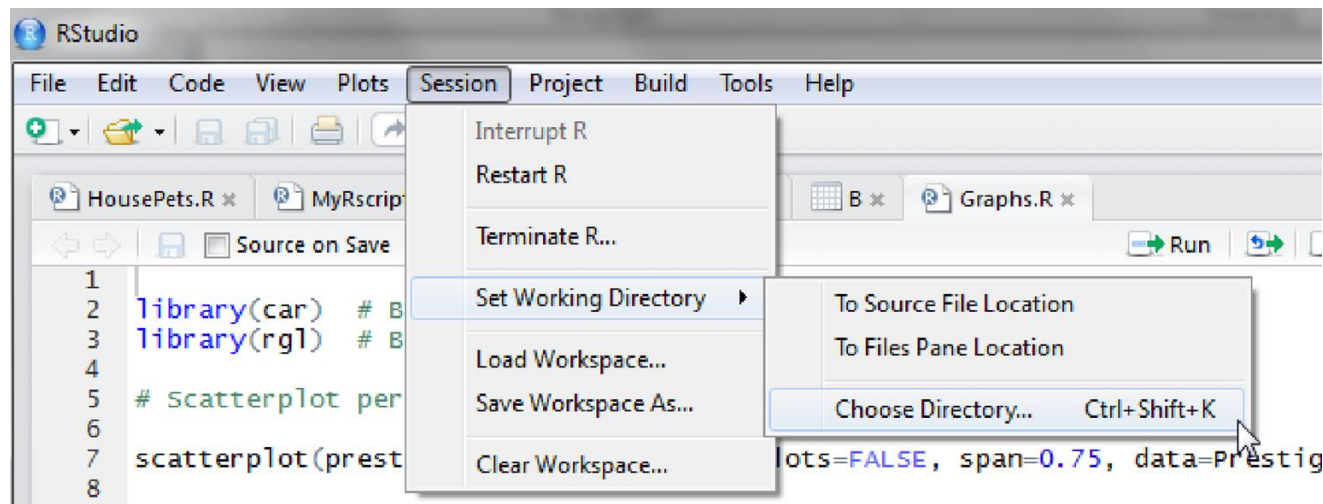 RStudio
File Edit Code View Plots Session Project Build Tools Help
Interrupt R
Restart R
HousePets.R MyRscrip B Graphs.R
Source on Save Terminate R... Run
1
2 library(car) # B Set Working Directory To Source File Location
3 library(rgl) # B To Files Pane Location
4 Load Workspace...
5 # Scatterplot per Save Workspace As... Choose Directory... Ctrl+Shift+K
6
7 scatterplot(prest Clear Workspace... lots=FALSE, span=0.75, data=Prestig
8